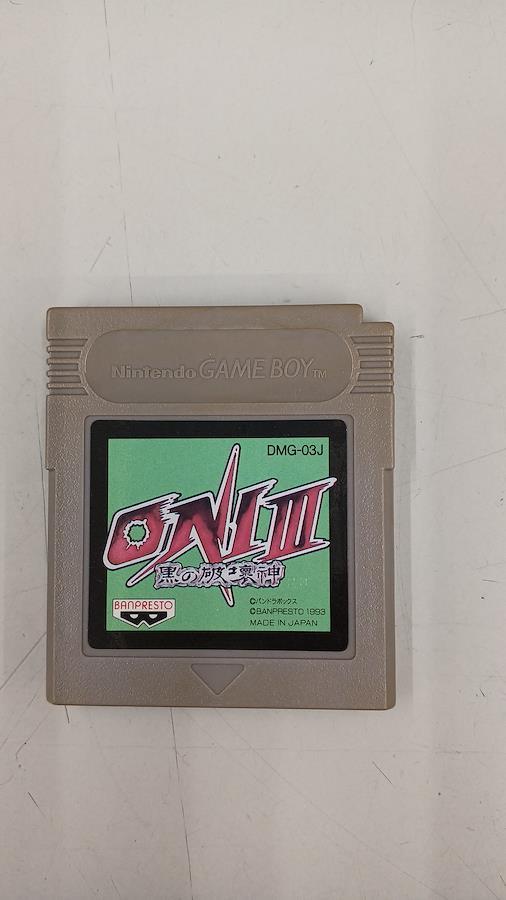 Nintendo GAME BOY TM
DMG-03J
ONI III
黒の破壊神
BANPRESTO
©パンドラボックス
©BANPRESTO 1993
MADE IN JAPAN